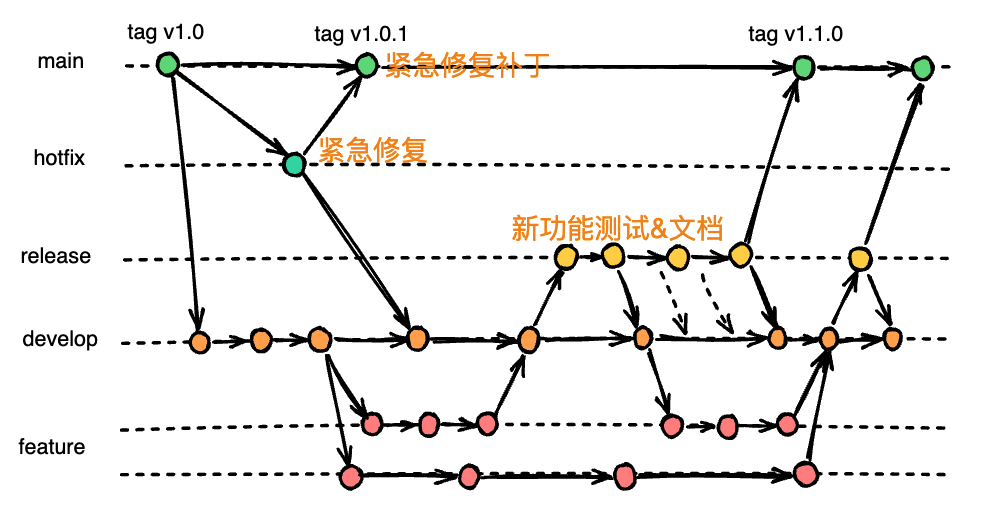 tag v1.0
tag v1.0.1
tag v1.1.0
main
紧急修复补丁
hotfix
紧急修复
新功能测试&文档
release
develop
feature